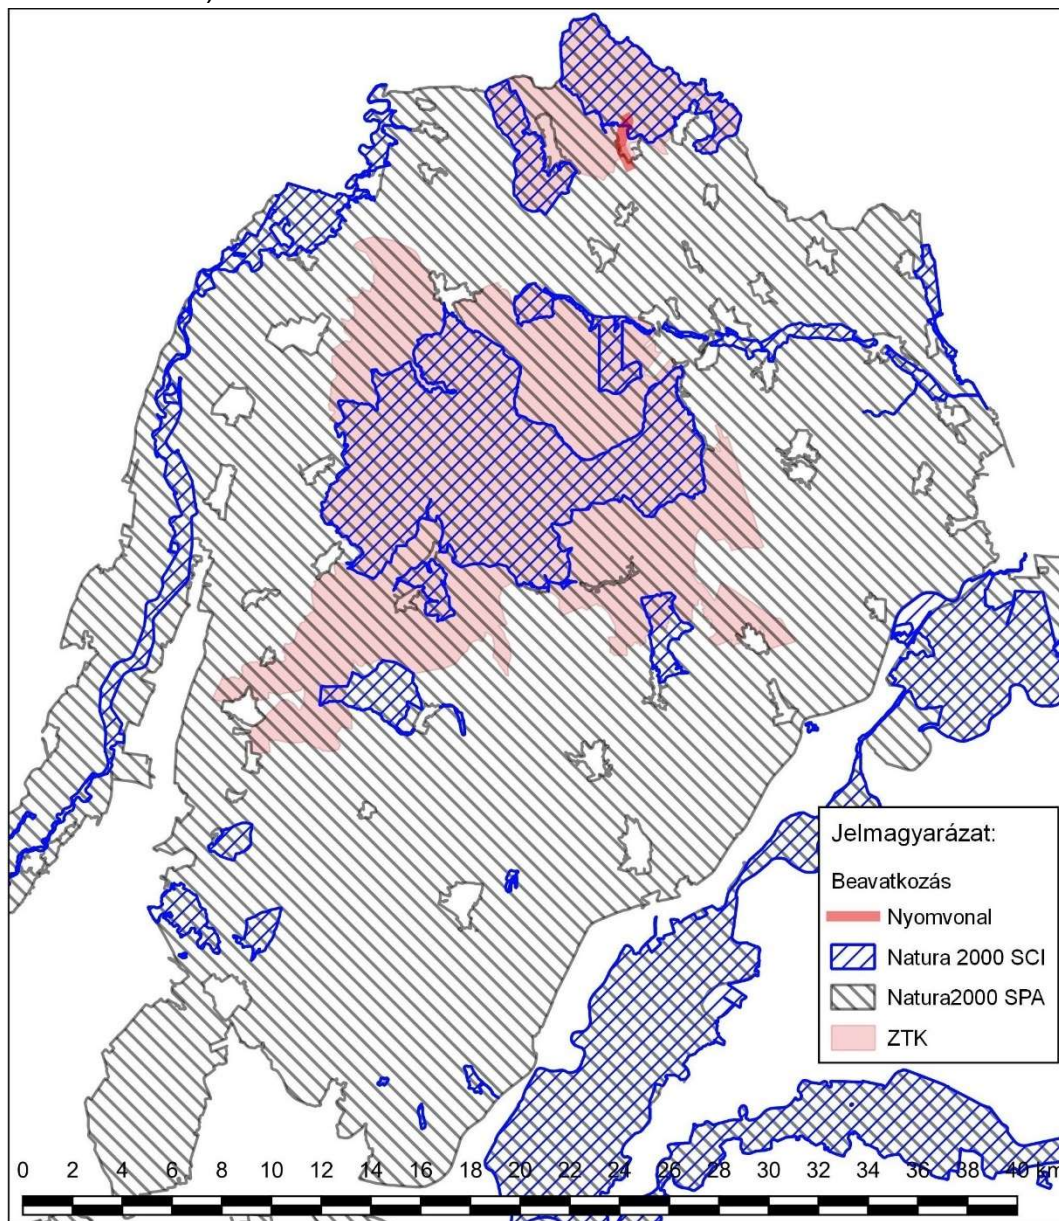 Jelmagyarázat:
Beavatkozás
Nyomvonal
Natura 2000 SCI
Natura2000 SPA
ZTK
0 2 4 6 8 10 12 14 16 18 20 22 24 26 28 30 32 34 36 38 40 km